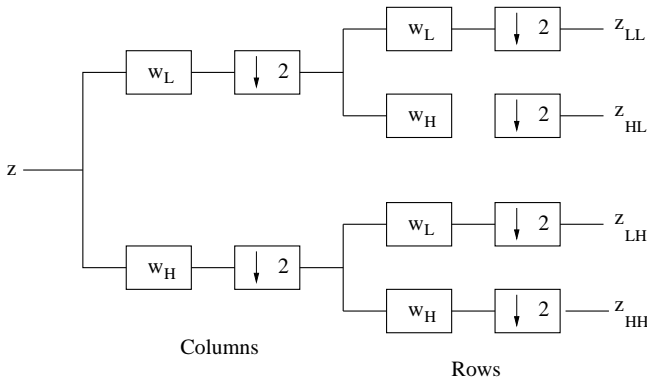 w_L ↓ 2 z_LL
w_L ↓ 2
w_H ↓ 2 z_HL
z
w_L ↓ 2 z_LH
w_H ↓ 2
w_H ↓ 2 z_HH
Columns
Rows